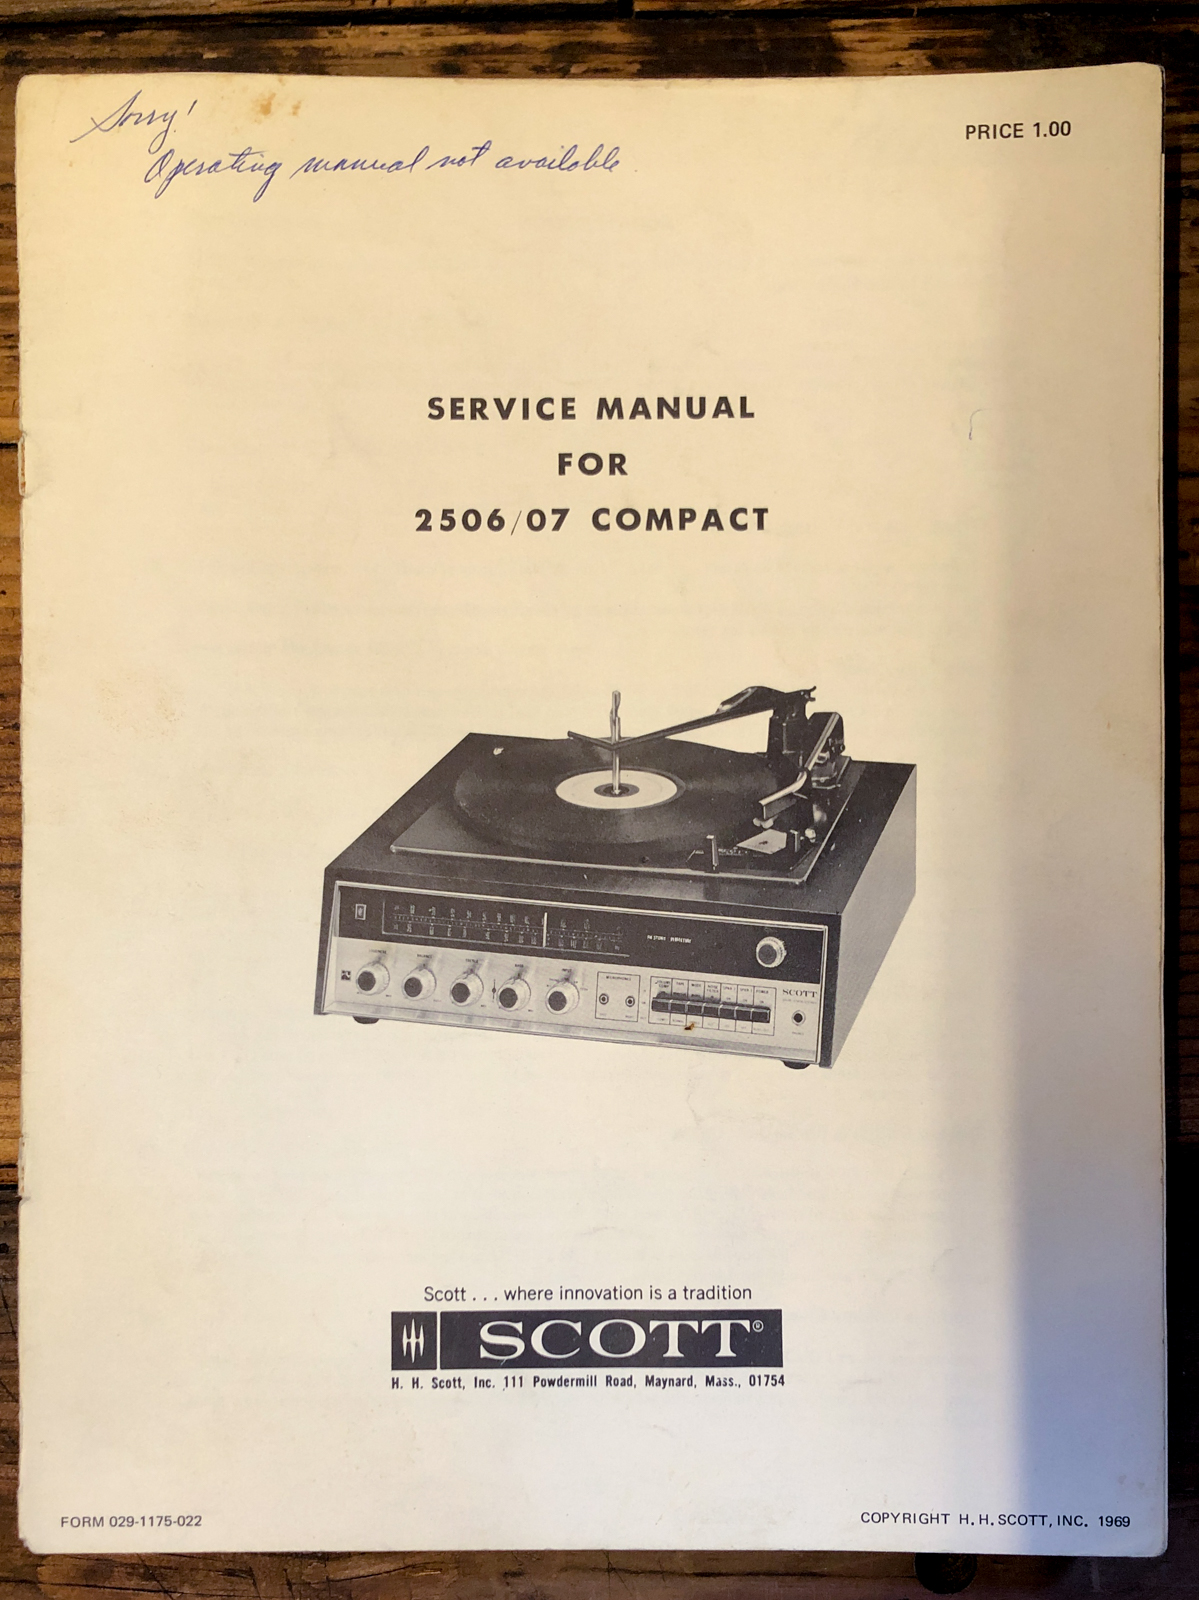 Sorry!
Operating manual not available.
PRICE 1.00
SERVICE MANUAL
FOR
2506/07 COMPACT
SCOTT
Scott . . . where innovation is a tradition
SCOTT®
H. H. Scott, Inc. 111 Powdermill Road, Maynard, Mass., 01754
FORM 029-1175-022
COPYRIGHT H. H. SCOTT, INC. 1969